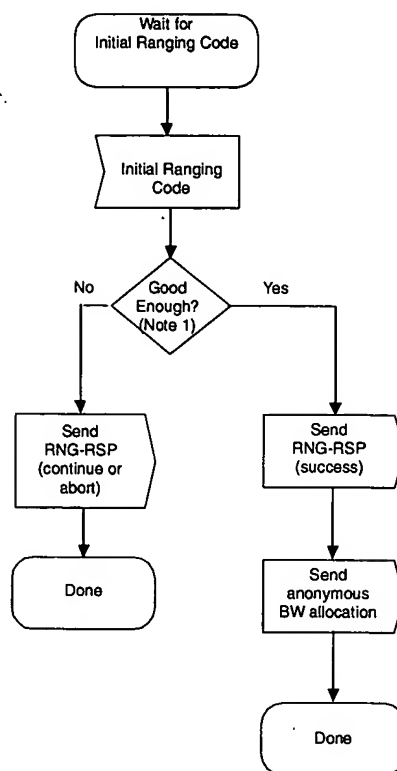 Wait for
Initial Ranging Code
Initial Ranging
Code
No
Good
Enough?
(Note 1)
Yes
Send
RNG-RSP
(continue or
abort)
Send
RNG-RSP
(success)
Done
Send
anonymous
BW allocation
Done